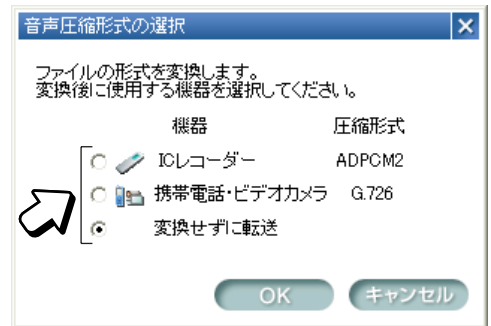 音声圧縮形式の選択
ファイルの形式を変換します。
変換後に使用する機器を選択してください。
機器 圧縮形式
ICレコーダー ADPCM2
携帯電話・ビデオカメラ G.726
変換せずに転送
OK キャンセル